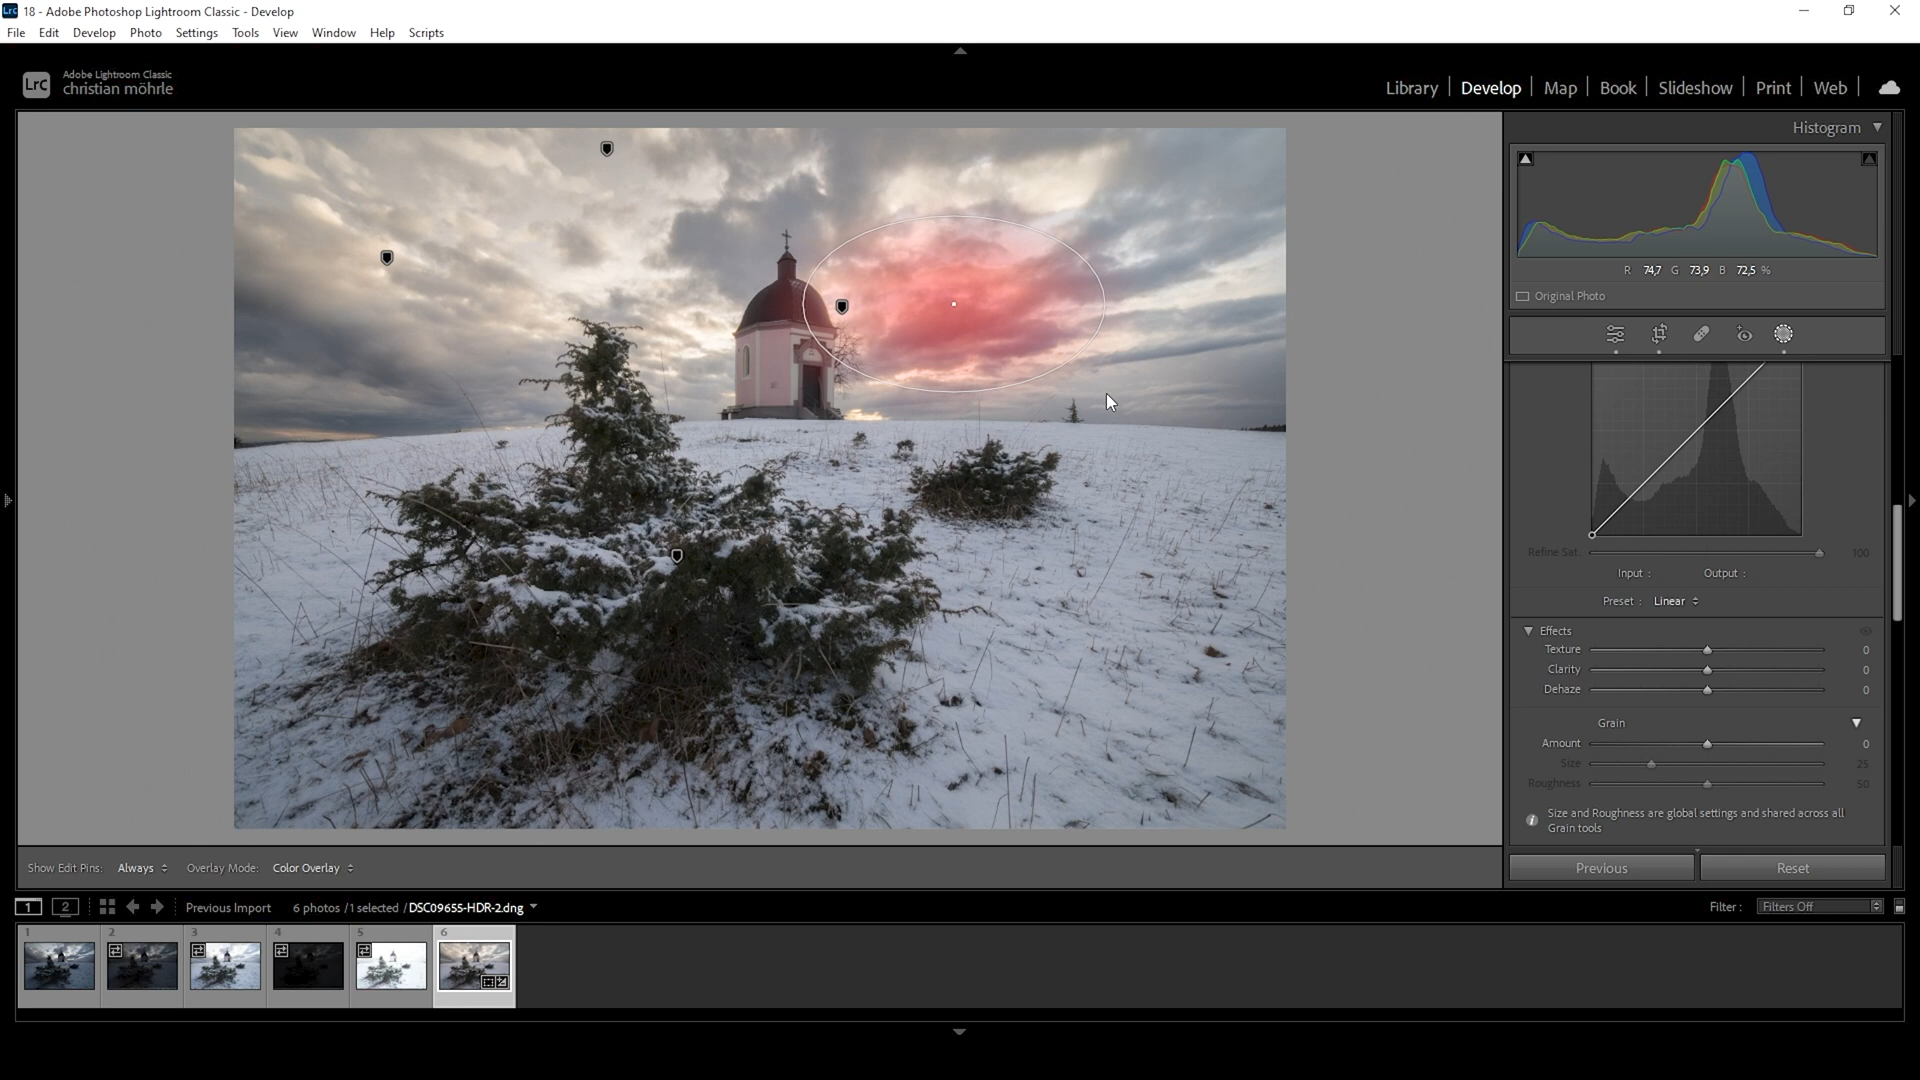 Lrc 18 - Adobe Photoshop Lightroom Classic - Develop
File Edit Develop Photo Settings Tools View Window Help Scripts
LrC Adobe Lightroom Classic
christian möhrle
Library Develop Map Book Slideshow Print Web
Histogram
R 74,7 G 73,9 B 72,5 %
Original Photo
Refine Sat. 100
Input : Output :
Preset : Linear
Effects
Texture 0
Clarity 0
Dehaze 0
Grain
Amount 0
Size 25
Roughness 50
Size and Roughness are global settings and shared across all
Grain tools
Previous Reset
Show Edit Pins: Always Overlay Mode: Color Overlay
1 2 Previous Import 6 photos / 1 selected / DSC09655-HDR-2.dng Filter : Filters Off
1 2 3 4 5 6